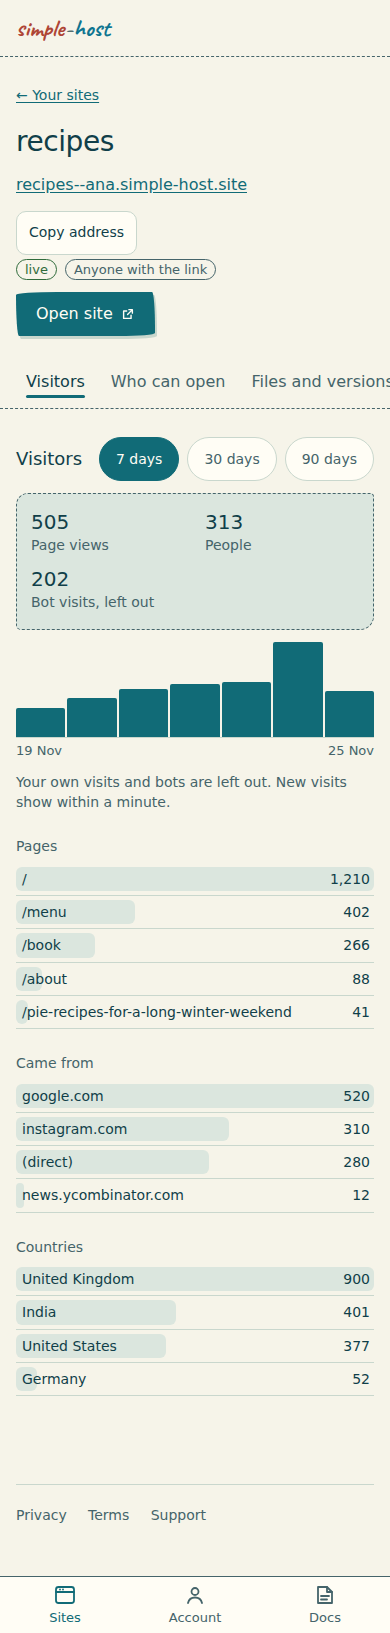 simple-host
← Your sites
recipes
recipes--ana.simple-host.site
Copy address
live Anyone with the link
Open site
Visitors Who can open Files and versions
Visitors 7 days 30 days 90 days
505 313
Page views People
202
Bot visits, left out
19 Nov 25 Nov
Your own visits and bots are left out. New visits
show within a minute.
Pages
/ 1,210
/menu 402
/book 266
/about 88
/pie-recipes-for-a-long-winter-weekend 41
Came from
google.com 520
instagram.com 310
(direct) 280
news.ycombinator.com 12
Countries
United Kingdom 900
India 401
United States 377
Germany 52
Privacy Terms Support
Sites Account Docs